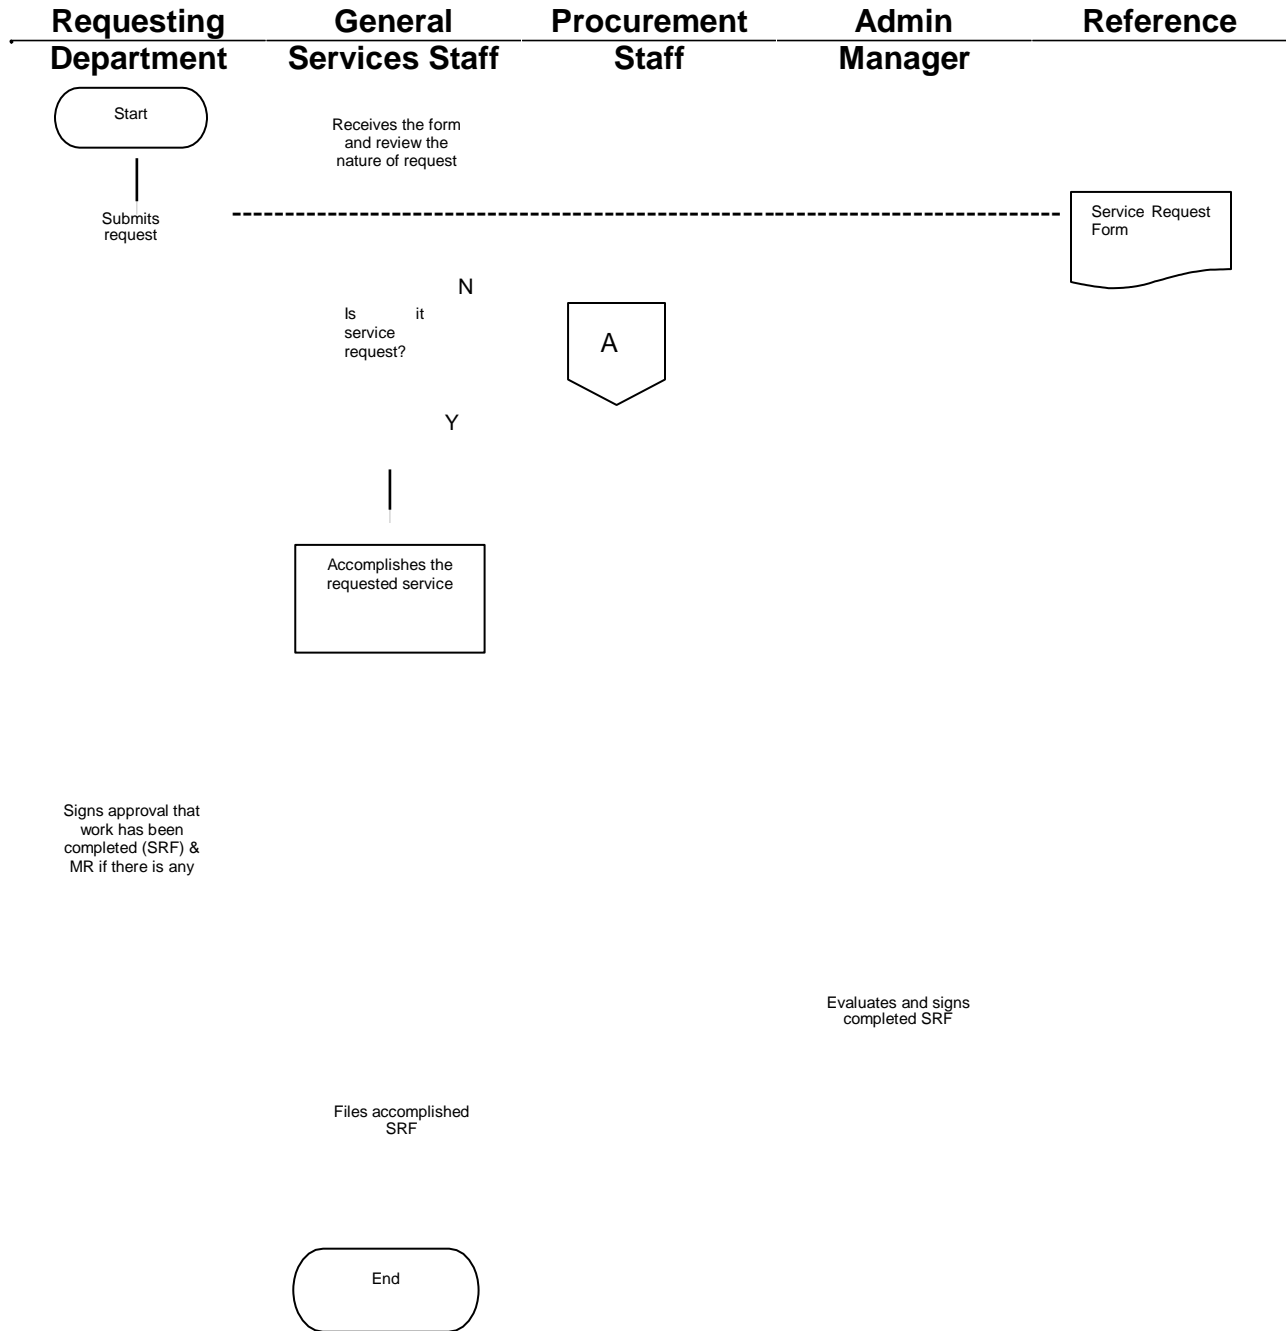 Requesting Department
General Services Staff
Procurement Staff
Admin Manager
Reference
Start
Receives the form
and review the
nature of request
Submits
request
Service Request
Form
N
Is it
service
request?
A
Y
Accomplishes the
requested service
Signs approval that
work has been
completed (SRF) &
MR if there is any
Evaluates and signs
completed SRF
Files accomplished
SRF
End